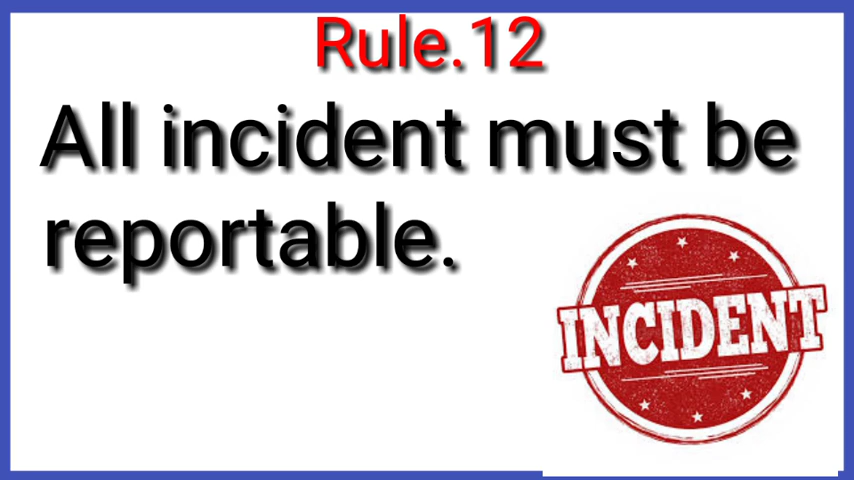 Rule.12
All incident must be
reportable.
INCIDENT